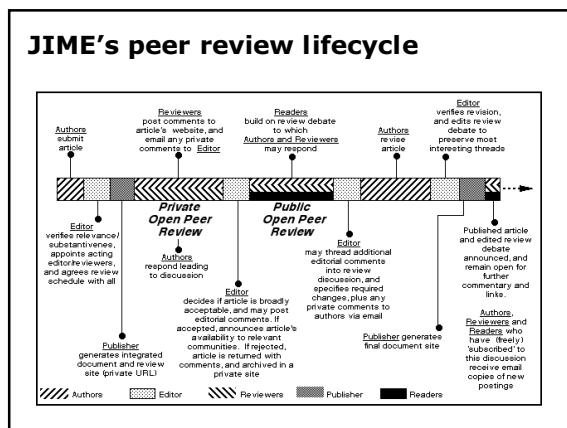 JIME's peer review lifecycle
Authors
submit
article
Reviewers
post comments to
article's website, and
email any private
comments to Editor
Readers
build on review debate
to which
Authors and Reviewers
may respond
Authors
revise
article
Editor
verifies revision,
and edits review
debate to
preserve most
interesting threads
Private
Open Peer
Review
Public
Open Peer
Review
Editor
verifies relevance/
substantiveness,
appoints acting
editor/reviewers,
and agrees review
schedule with all
Authors
respond leading
to discussion
Publisher
generates integrated
document and review
site (private URL)
Editor
decides if article is broadly
acceptable, and may post
editorial comments. If
accepted, announces article's
availability to relevant
communities. If rejected,
article is returned with
comments, and archived in a
private site
Editor
may thread additional
editorial comments
into review
discussion, and
specifies required
changes, plus any
private comments to
authors via email
Publisher generates
final document site
Published article
and edited review
debate
announced, and
remain open for
further
commentary and
links.
Authors,
Reviewers and
Readers who
have (freely)
'subscribed' to
this discussion
receive email
copies of new
postings
Authors
Editor
Reviewers
Publisher
Readers